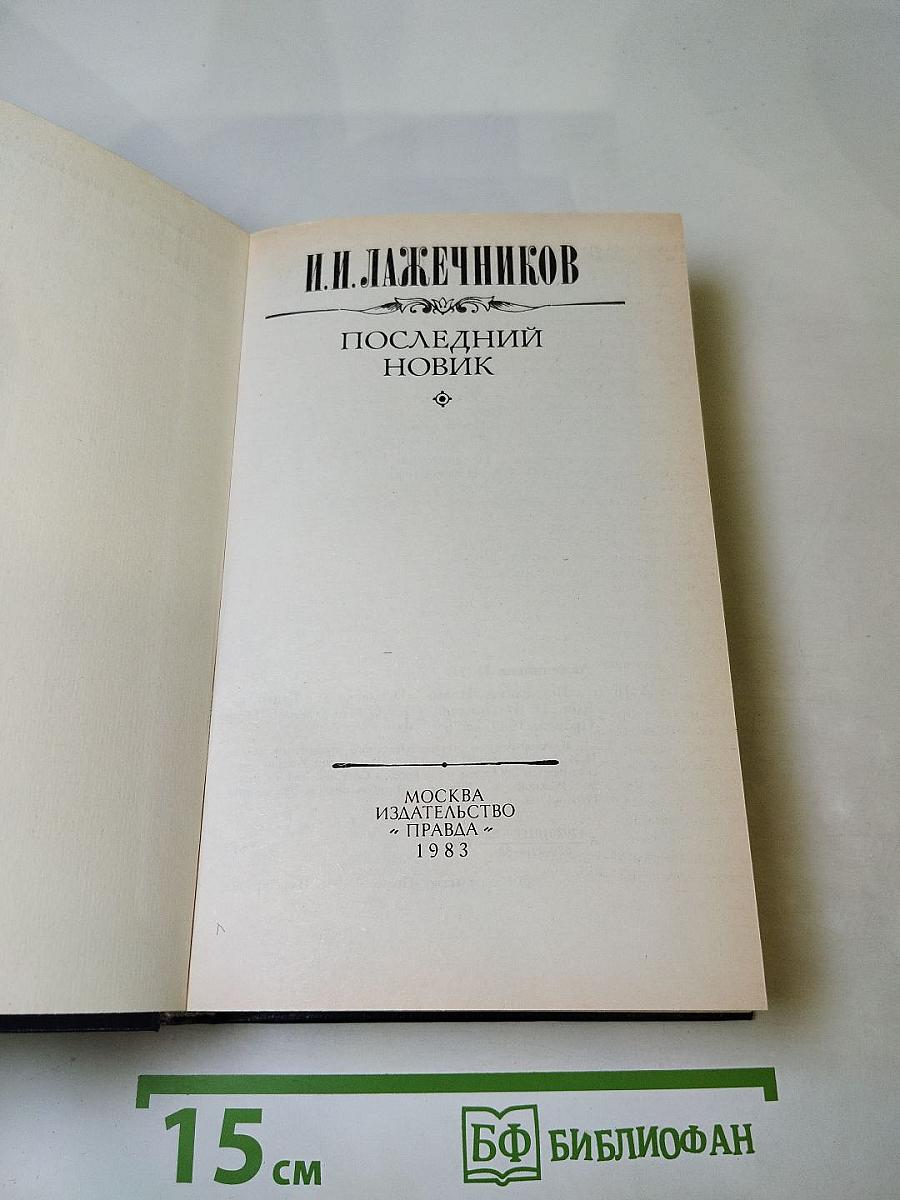 И.И.ЛАЖЕЧНИКОВ
ПОСЛЕДНИЙ
НОВИК
МОСКВА
ИЗДАТЕЛЬСТВО
„ ПРАВДА “
1983
15 см
БФ БИБЛИОФАН